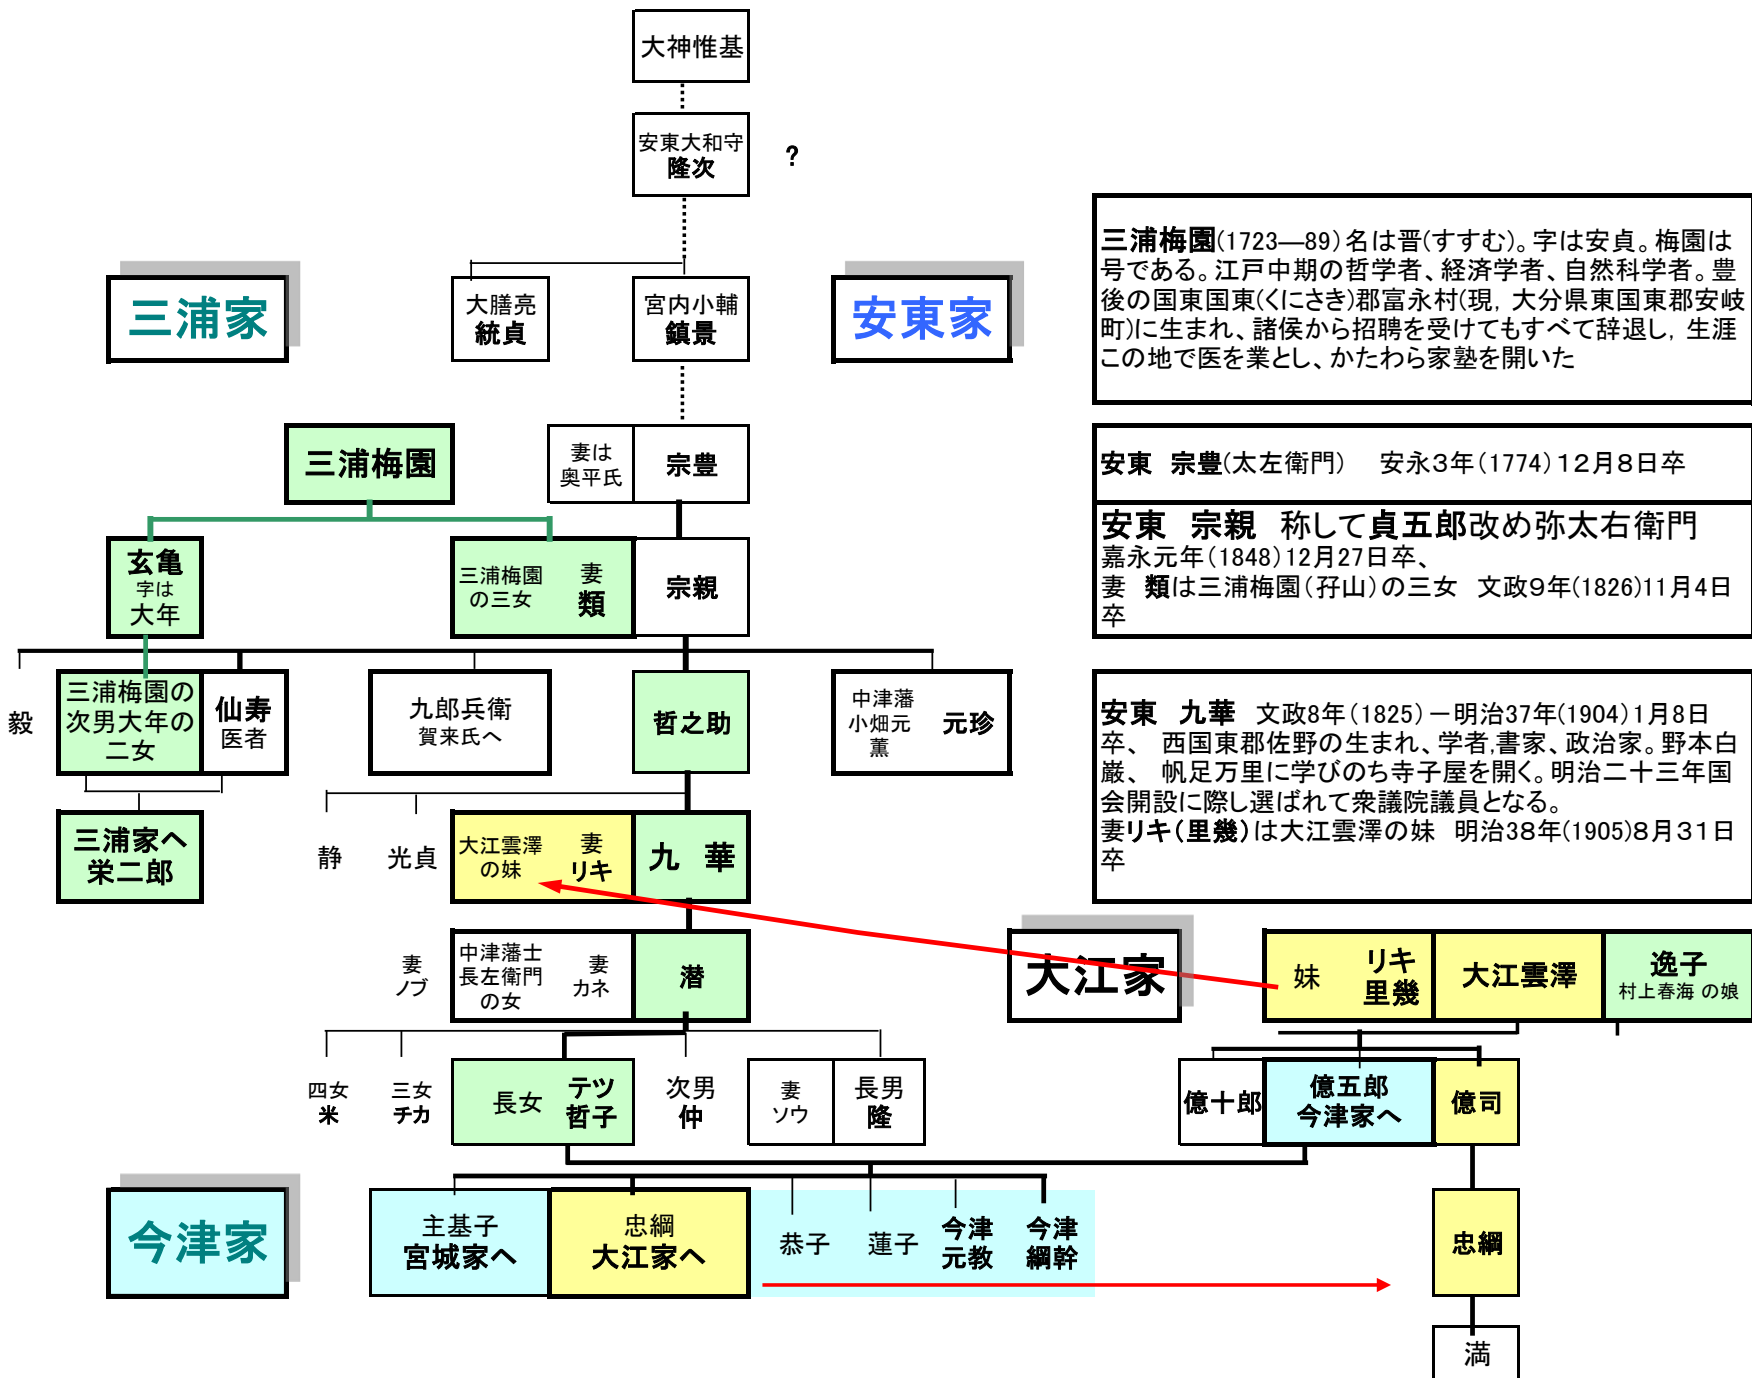 大神惟基
安東大和守
隆次
?
三浦家
大膳亮
統貞
宮内小輔
鎮景
安東家
三浦梅園(1723―89)名は晋(すすむ)。字は安貞。梅園は
号である。江戸中期の哲学者、経済学者、自然科学者。豊
後の国東国東(くにさき)郡富永村(現, 大分県東国東郡安岐
町)に生まれ、諸侯から招聘を受けてもすべて辞退し, 生涯
この地で医を業とし、かたわら家塾を開いた
三浦梅園
妻は
奥平氏
宗豊
安東 宗豊(太左衛門) 安永3年(1774)12月8日卒
玄亀
字は
大年
三浦梅園
の三女
妻
類
宗親
安東 宗親 称して貞五郎改め弥太右衛門
嘉永元年(1848)12月27日卒、
妻 類は三浦梅園(孖山)の三女 文政9年(1826)11月4日
卒
毅
三浦梅園の
次男大年の
二女
仙寿
医者
九郎兵衛
賀来氏へ
哲之助
中津藩
小畑元
薫
元珍
安東 九華 文政8年(1825)－明治37年(1904)1月8日
卒、 西国東郡佐野の生まれ、学者,書家、政治家。野本白
巌、 帆足万里に学びのち寺子屋を開く。明治二十三年国
会開設に際し選ばれて衆議院議員となる。
妻リキ(里幾)は大江雲澤の妹 明治38年(1905)8月31日
卒
三浦家へ
栄二郎
静
光貞
大江雲澤
の妹
妻
リキ
九 華
妻
ノブ
中津藩士
長左衛門
の女
妻
カネ
潜
大江家
妹
リキ
里幾
大江雲澤
逸子
村上春海 の娘
四女
米
三女
チカ
長女
テツ
哲子
次男
仲
妻
ソウ
長男
隆
億十郎
億五郎
今津家へ
億司
今津家
主基子
宮城家へ
忠綱
大江家へ
恭子
蓮子
今津
元教
今津
綱幹
忠綱
満